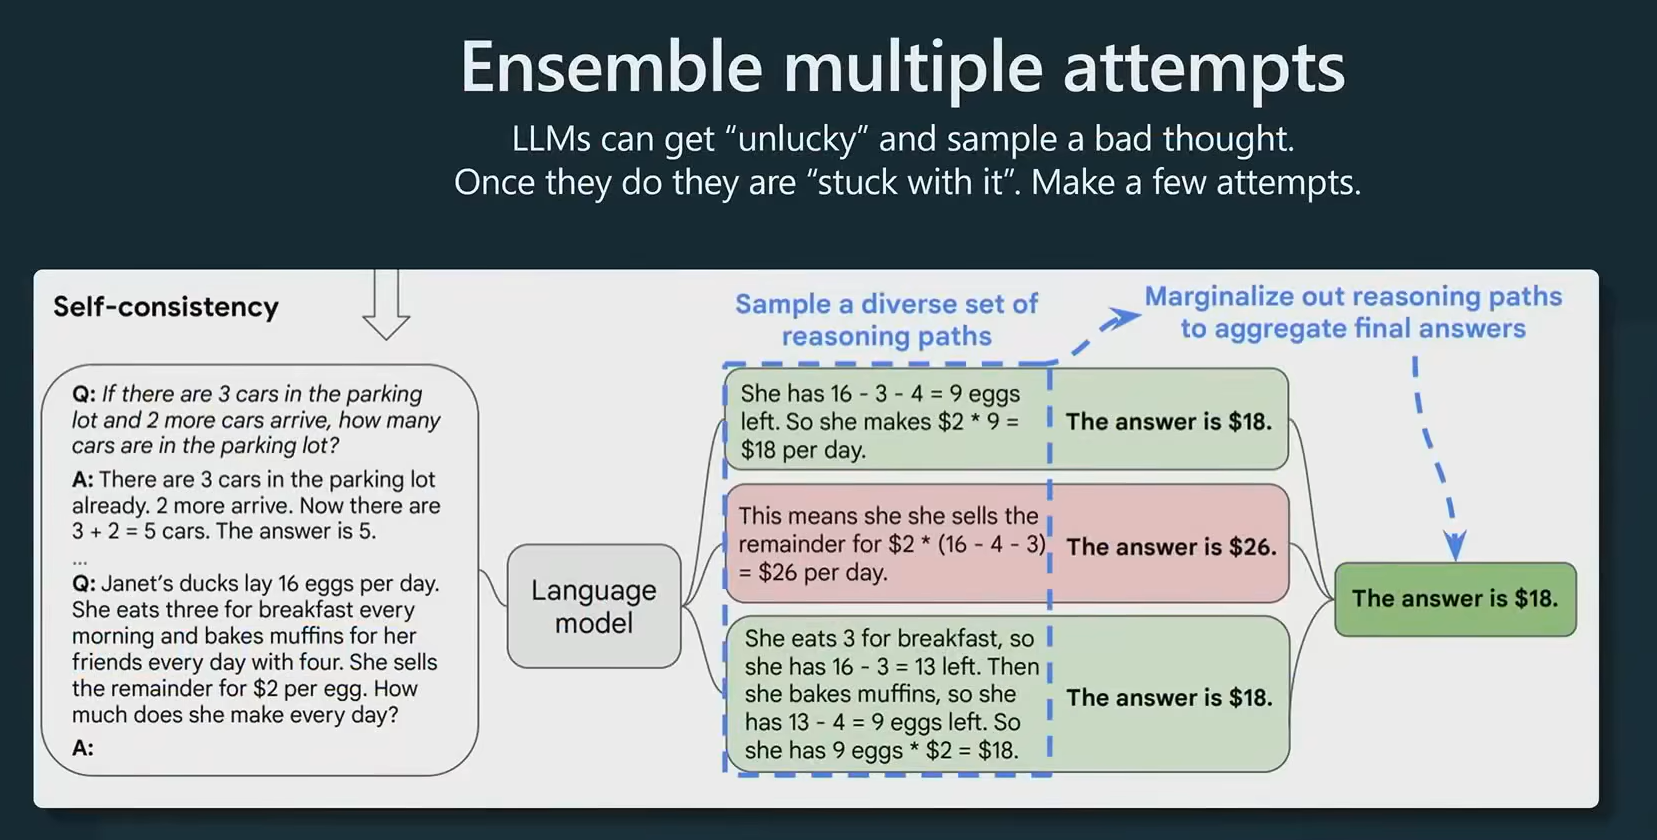 Ensemble multiple attempts
LLMs can get “unlucky” and sample a bad thought.
Once they do they are “stuck with it”. Make a few attempts.
Self-consistency
Q: If there are 3 cars in the parking
lot and 2 more cars arrive, how many
cars are in the parking lot?
A: There are 3 cars in the parking lot
already. 2 more arrive. Now there are
3 + 2 = 5 cars. The answer is 5.
...
Q: Janet’s ducks lay 16 eggs per day.
She eats three for breakfast every
morning and bakes muffins for her
friends every day with four. She sells
the remainder for $2 per egg. How
much does she make every day?
A:
Language
model
Sample a diverse set of
reasoning paths
She has 16 - 3 - 4 = 9 eggs
left. So she makes $2 * 9 =
$18 per day.
The answer is $18.
This means she she sells the
remainder for $2 * (16 - 4 - 3)
= $26 per day.
The answer is $26.
She eats 3 for breakfast, so
she has 16 - 3 = 13 left. Then
she bakes muffins, so she
has 13 - 4 = 9 eggs left. So
she has 9 eggs * $2 = $18.
The answer is $18.
Marginalize out reasoning paths
to aggregate final answers
The answer is $18.